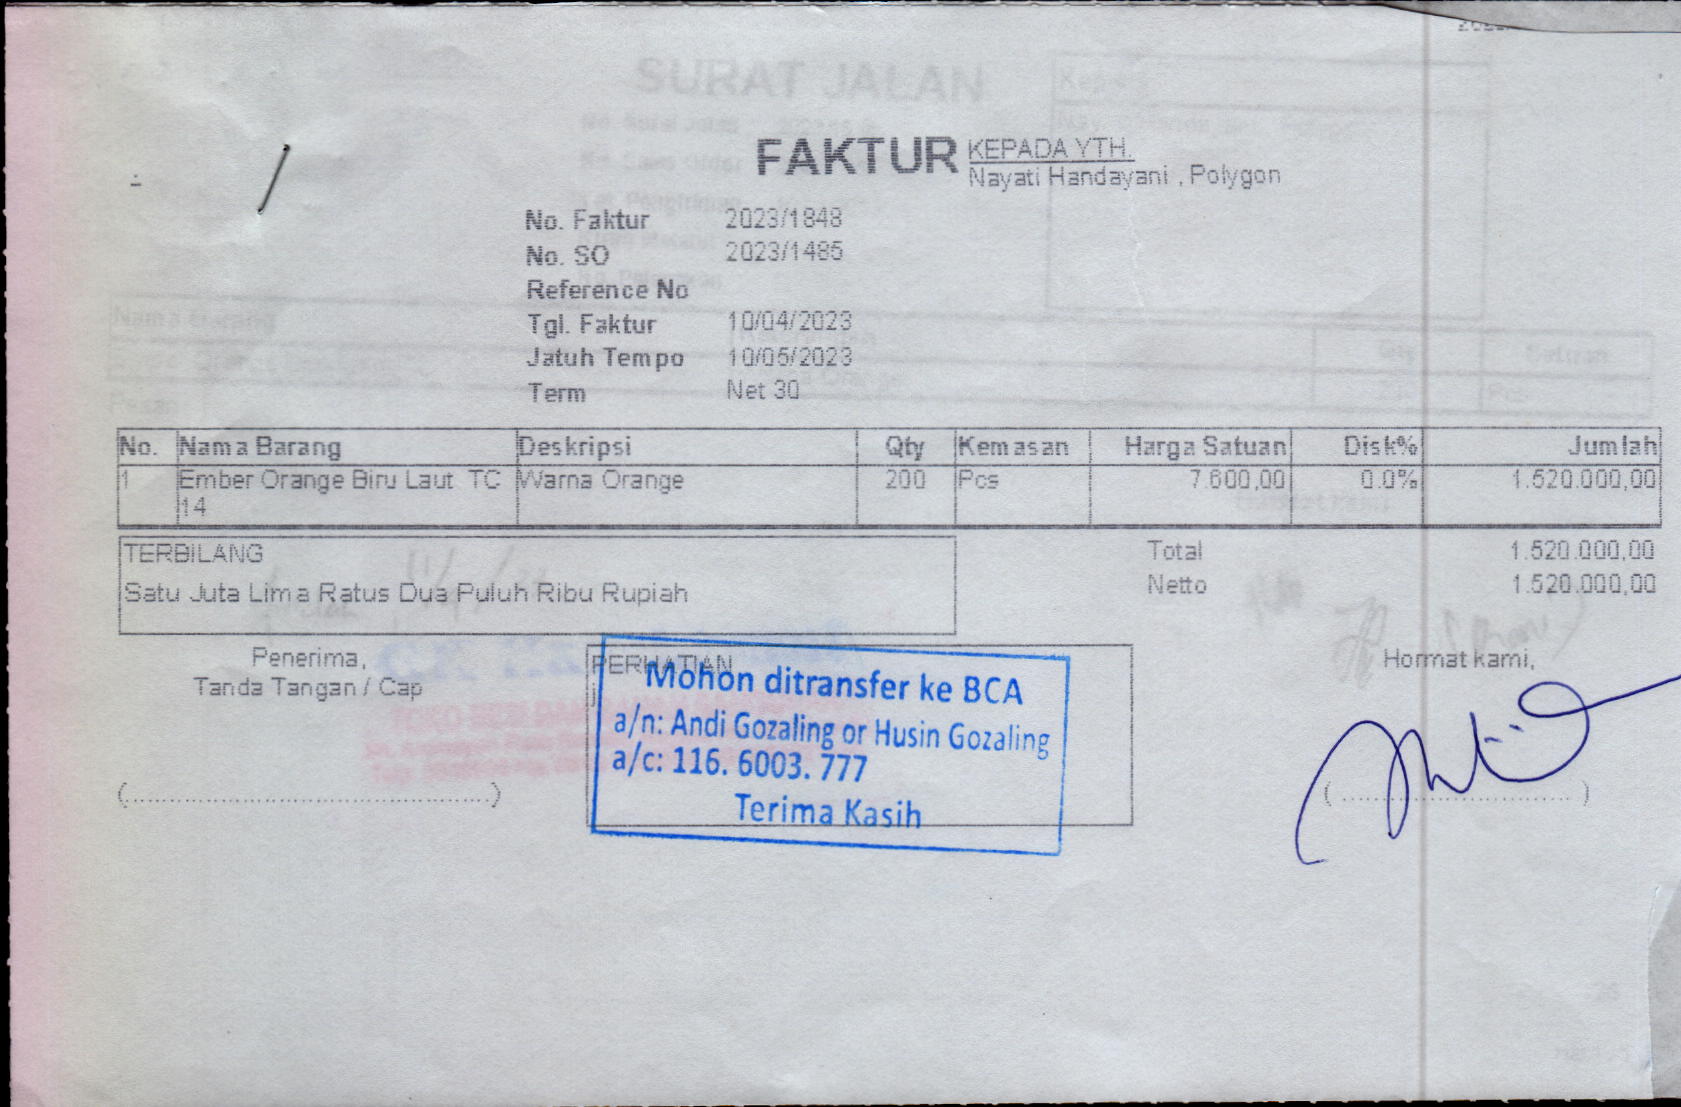 SURAT JALAN
FAKTUR
KEPADA YTH.
Nayati Handayani , Polygon
No. Faktur 2023/1848
No. SO 2023/1485
Reference No
Tgl. Faktur 10/04/2023
Jatuh Tempo 10/05/2023
Term Net 30
No. Nama Barang Deskripsi Qty Kemasan Harga Satuan Disk% Jumlah
1 Ember Orange Biru Laut TC Warna Orange 200 Pcs 7.600,00 0.0% 1.520.000,00
14
TERBILANG
Satu Juta Lima Ratus Dua Puluh Ribu Rupiah
Total 1.520.000,00
Netto 1.520.000,00
Penerima,
Tanda Tangan / Cap
PERHATIAN
Mohon ditransfer ke BCA
a/n: Andi Gozaling or Husin Gozaling
a/c: 116. 6003. 777
Terima Kasih
Hormat kami,
(..........................................)
( ............................. )